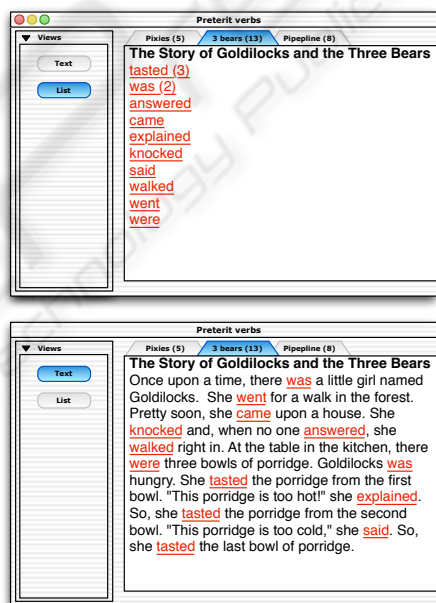 Preterit verbs
Views
Pixies (5) 3 bears (13) Pipepline (8)
Text
List
The Story of Goldilocks and the Three Bears
tasted (3)
was (2)
answered
came
explained
knocked
said
walked
went
were
Preterit verbs
Views
Pixies (5) 3 bears (13) Pipepline (8)
Text
List
The Story of Goldilocks and the Three Bears
Once upon a time, there was a little girl named
Goldilocks. She went for a walk in the forest.
Pretty soon, she came upon a house. She
knocked and, when no one answered, she
walked right in. At the table in the kitchen, there
were three bowls of porridge. Goldilocks was
hungry. She tasted the porridge from the first
bowl. "This porridge is too hot!" she explained.
So, she tasted the porridge from the second
bowl. "This porridge is too cold," she said. So,
she tasted the last bowl of porridge.